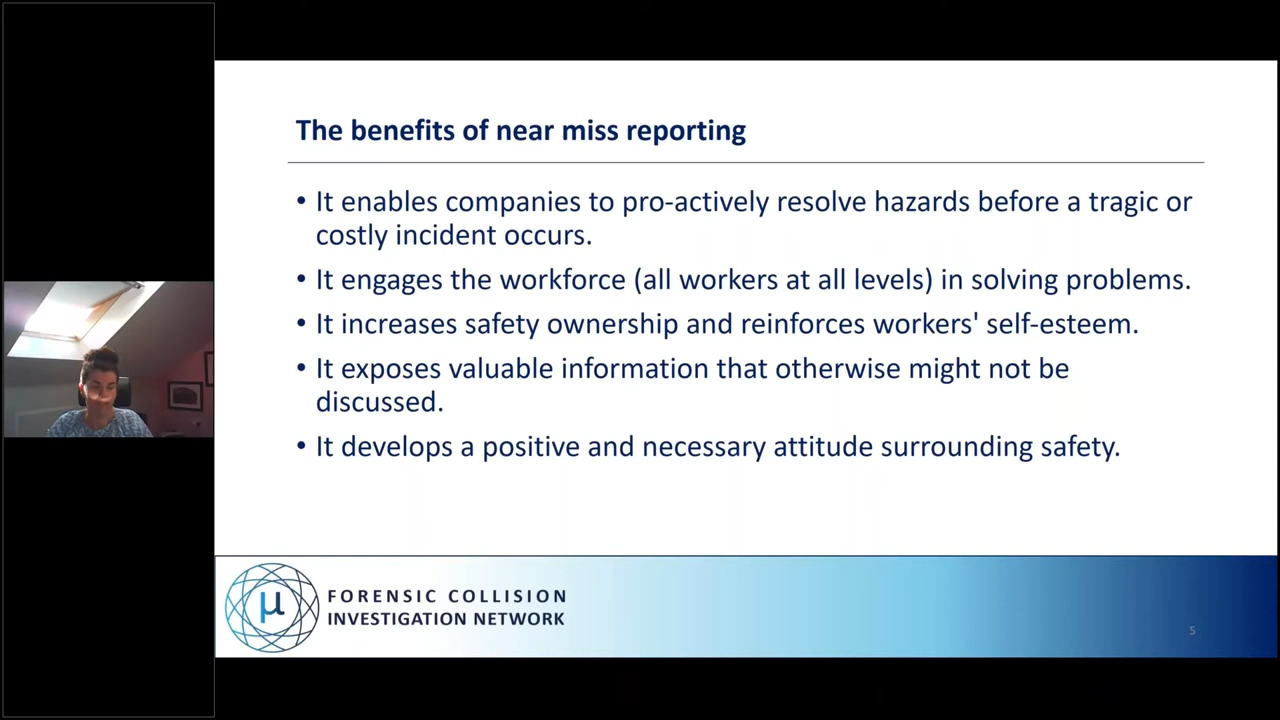 The benefits of near miss reporting
• It enables companies to pro-actively resolve hazards before a tragic or
costly incident occurs.
• It engages the workforce (all workers at all levels) in solving problems.
• It increases safety ownership and reinforces workers' self-esteem.
• It exposes valuable information that otherwise might not be
discussed.
• It develops a positive and necessary attitude surrounding safety.
μ
FORENSIC COLLISION
INVESTIGATION NETWORK
5